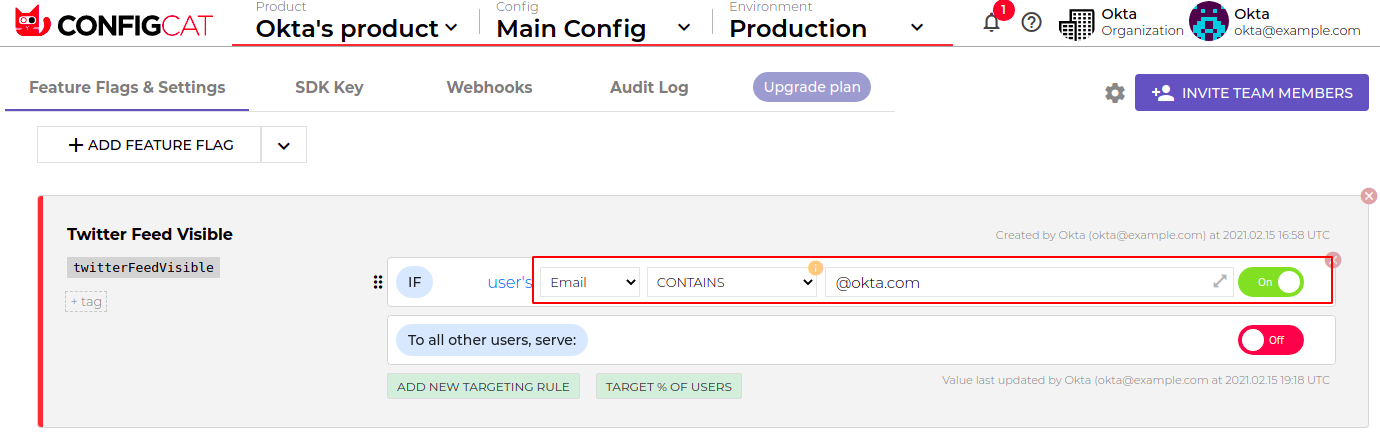 CONFIGCAT
Product
Okta's product
Config
Main Config
Environment
Production
1
Okta
Organization
Okta
okta@example.com
Feature Flags & Settings
SDK Key
Webhooks
Audit Log
Upgrade plan
INVITE TEAM MEMBERS
ADD FEATURE FLAG
Twitter Feed Visible
Created by Okta (okta@example.com) at 2021.02.15 16:58 UTC
twitterFeedVisible
+ tag
IF
user's
Email
CONTAINS
@okta.com
On
To all other users, serve:
Off
ADD NEW TARGETING RULE
TARGET % OF USERS
Value last updated by Okta (okta@example.com at 2021.02.15 19:18 UTC